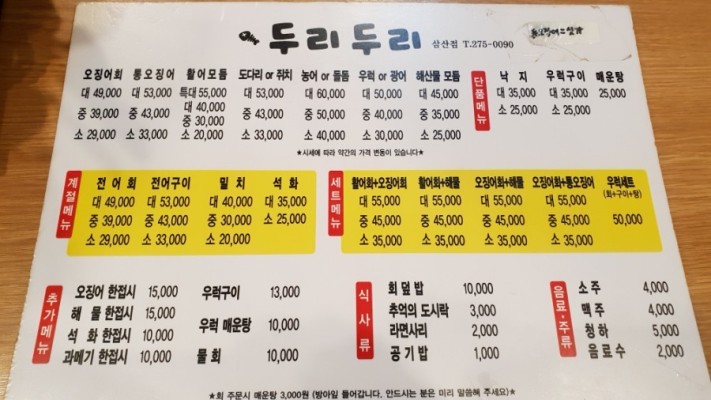 두리두리 삼산점 T.275-0090
오징어회 통오징어 활어모듬 도다리 or 쥐치 농어 or 돌돔 우럭 or 광어 해산물 모듬
대 49,000 대 53,000 특대 55,000 대 53,000 대 60,000 대 50,000 대 45,000
대 40,000
중 39,000 중 43,000 중 30,000 중 43,000 중 50,000 중 40,000 중 35,000
소 29,000 소 33,000 소 20,000 소 33,000 소 40,000 소 30,000 소 25,000
단품메뉴
낙지 우럭구이 매운탕
대 35,000 대 35,000 25,000
소 25,000 소 25,000
★시세에 따라 약간의 가격 변동이 있습니다★
계절메뉴
전어회 전어구이 밀치 석화
대 49,000 대 53,000 대 40,000 대 35,000
중 39,000 중 43,000 중 30,000 소 25,000
소 29,000 소 33,000 소 20,000
세트메뉴
활어회+오징어회 활어회+해물 오징어회+해물 오징어회+통오징어 우럭세트
(회+구이+탕)
대 55,000 대 55,000 대 55,000 대 55,000
중 45,000 중 45,000 중 45,000 중 45,000 50,000
소 35,000 소 35,000 소 35,000 소 35,000
추가메뉴
오징어 한접시 15,000 우럭구이 13,000
해물 한접시 15,000
석화 한접시 10,000 우럭 매운탕 10,000
과메기 한접시 10,000 물회 10,000
식사류
회덮밥 10,000
추억의 도시락 3,000
라면사리 2,000
공기밥 1,000
음료·주류
소주 4,000
맥주 4,000
청하 5,000
음료수 2,000
★회 주문시 매운탕 3,000원 (방아잎 들어갑니다. 안드시는 분은 미리 말씀해 주세요)★